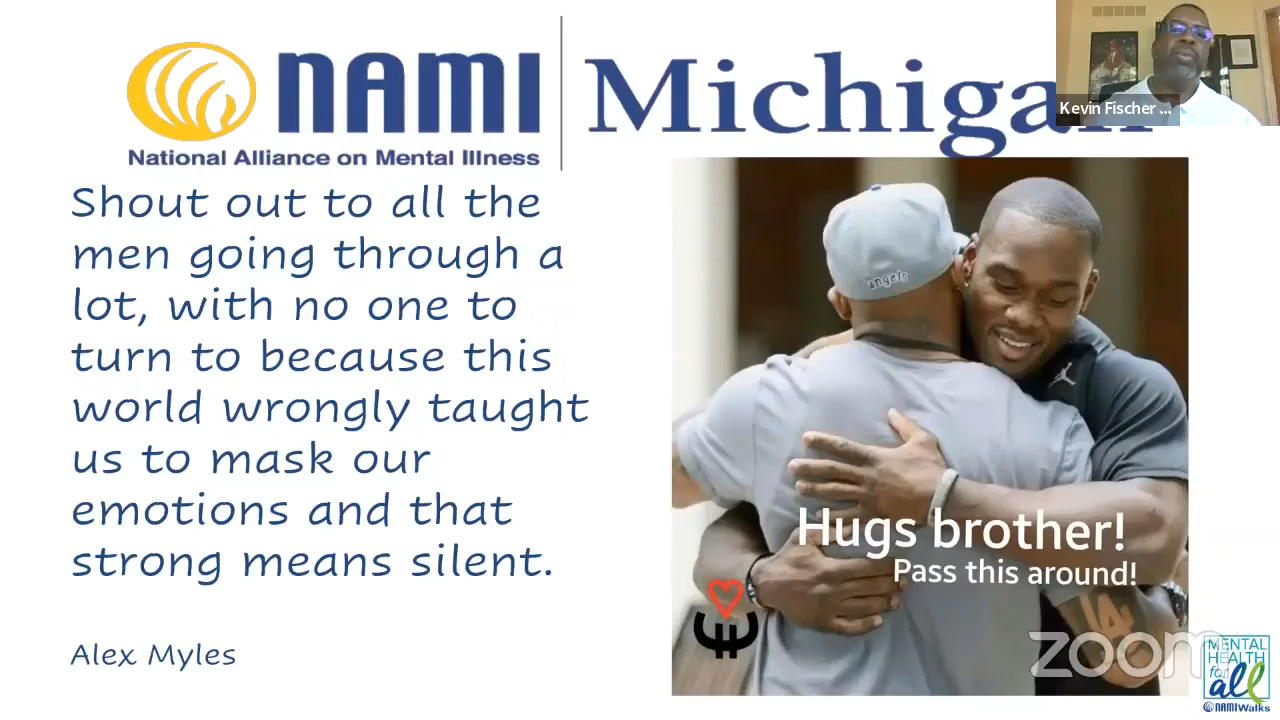 NAMI Michigan
National Alliance on Mental Illness
Kevin Fischer ...
Shout out to all the
men going through a
lot, with no one to
turn to because this
world wrongly taught
us to mask our
emotions and that
strong means silent.
Alex Myles
angels
Hugs brother!
Pass this around!
zoom
MENTAL
HEALTH
for
all
NAMIWalks